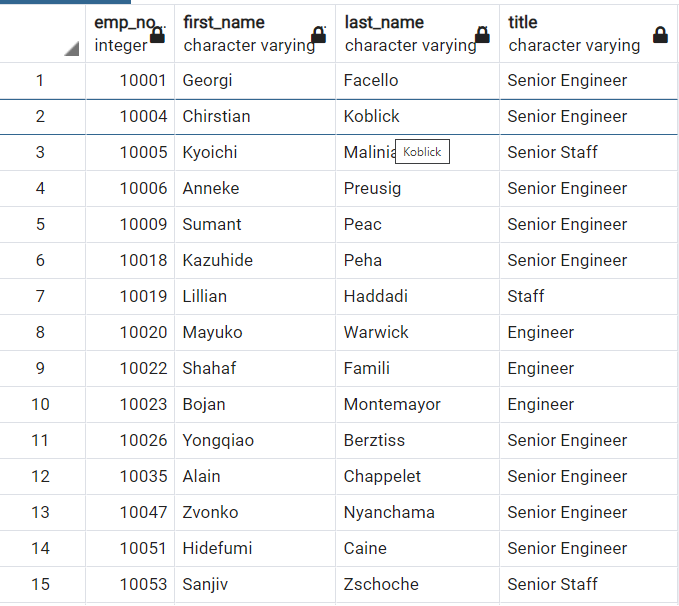 emp_no... first_name last_name title
integer character varying character varying character varying
1 10001 Georgi Facello Senior Engineer
2 10004 Chirstian Koblick Senior Engineer
3 10005 Kyoichi Malinia Koblick Senior Staff
4 10006 Anneke Preusig Senior Engineer
5 10009 Sumant Peac Senior Engineer
6 10018 Kazuhide Peha Senior Engineer
7 10019 Lillian Haddadi Staff
8 10020 Mayuko Warwick Engineer
9 10022 Shahaf Famili Engineer
10 10023 Bojan Montemayor Engineer
11 10026 Yongqiao Berztiss Senior Engineer
12 10035 Alain Chappelet Senior Engineer
13 10047 Zvonko Nyanchama Senior Engineer
14 10051 Hidefumi Caine Senior Engineer
15 10053 Sanjiv Zschoche Senior Staff